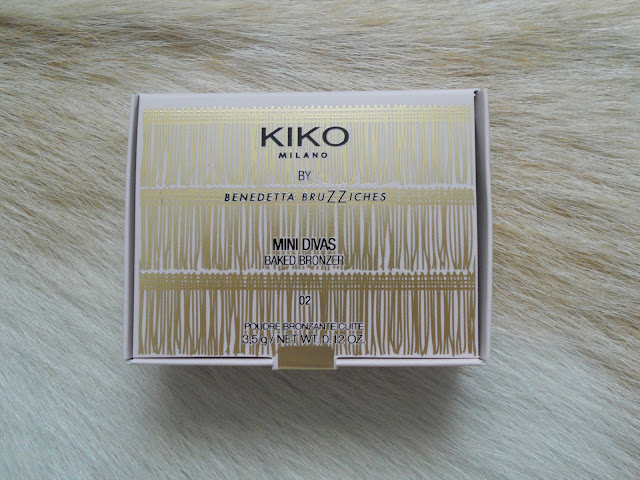 KIKO
MILANO
BY
BENEDETTA BRUZZICHES
MINI DIVAS
BAKED BRONZER
02
POUDRE BRONZANTE CUITE
3,5 g / NET WT. 0.12 OZ.